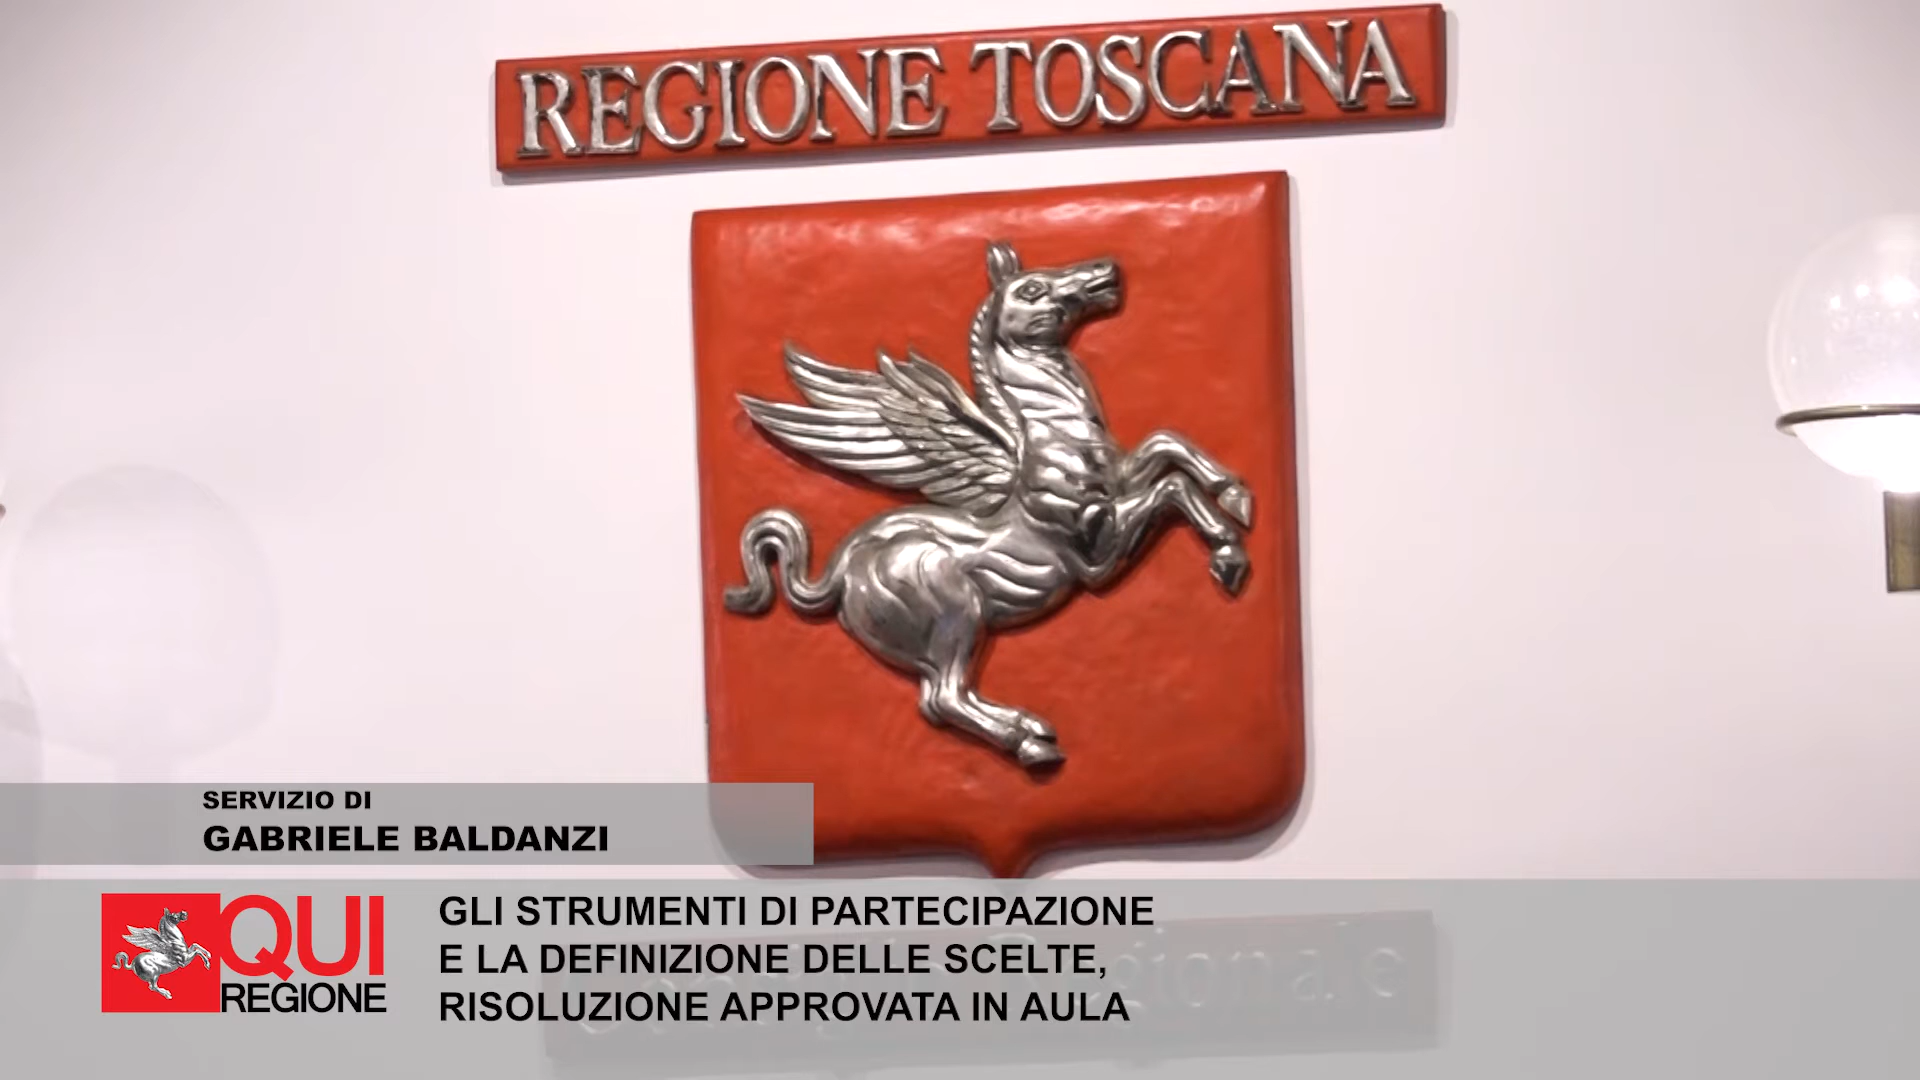 REGIONE TOSCANA
SERVIZIO DI
GABRIELE BALDANZI
QUI
REGIONE
GLI STRUMENTI DI PARTECIPAZIONE
E LA DEFINIZIONE DELLE SCELTE,
RISOLUZIONE APPROVATA IN AULA
Regionale